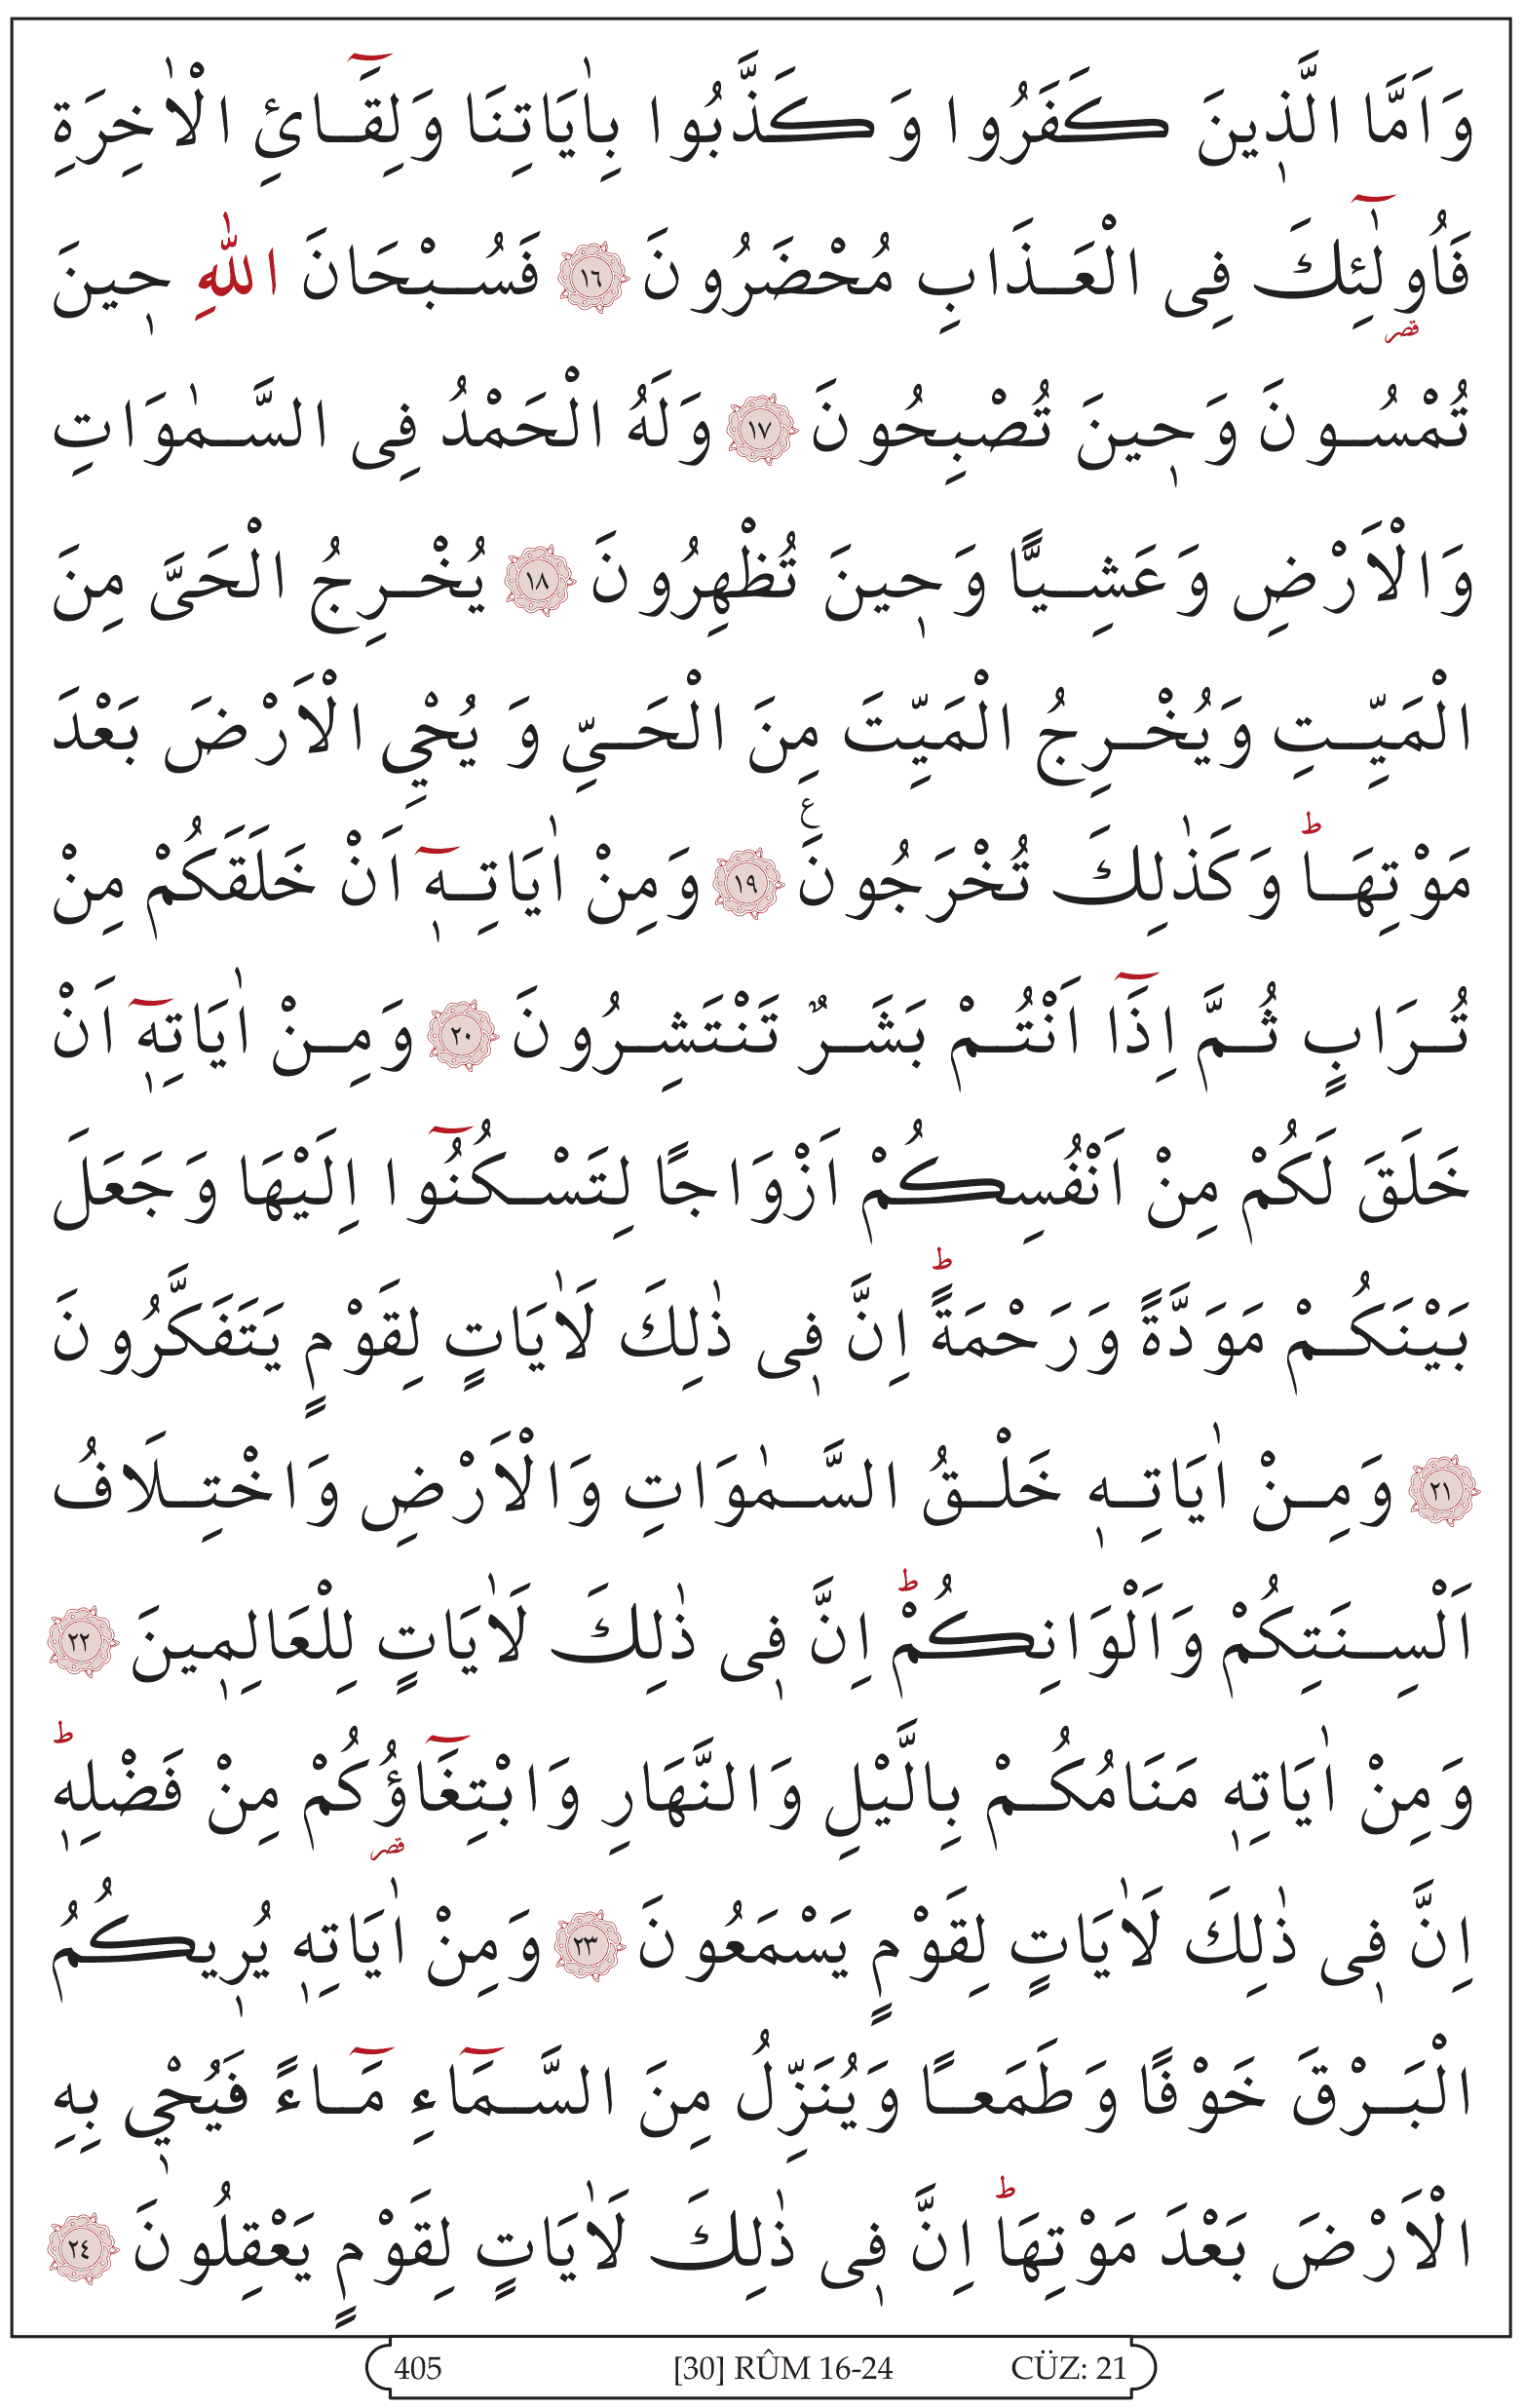 وَاَمَّا الَّذٖينَ كَفَرُوا وَكَذَّبُوا بِاٰيَاتِنَا وَلِقَٓائِ الْاٰخِرَةِ
فَاُو۬لٰٓئِكَ فِى الْعَذَابِ مُحْضَرُونَ ١٦ فَسُبْحَانَ اللّٰهِ حٖينَ
قصر
تُمْسُونَ وَحٖينَ تُصْبِحُونَ ١٧ وَلَهُ الْحَمْدُ فِى السَّمٰوَاتِ
وَالْاَرْضِ وَعَشِيًّا وَحٖينَ تُظْهِرُونَ ١٨ يُخْرِجُ الْحَىَّ مِنَ
الْمَيِّتِ وَيُخْرِجُ الْمَيِّتَ مِنَ الْحَىِّ وَيُحْيِ الْاَرْضَ بَعْدَ
مَوْتِهَاؕ وَكَذٰلِكَ تُخْرَجُونَ ع ١٩ وَمِنْ اٰيَاتِهٖٓ اَنْ خَلَقَكُمْ مِنْ
تُرَابٍ ثُمَّ اِذَٓا اَنْتُمْ بَشَرٌ تَنْتَشِرُونَ ٢٠ وَمِنْ اٰيَاتِهٖٓ اَنْ
خَلَقَ لَكُمْ مِنْ اَنْفُسِكُمْ اَزْوَاجًا لِتَسْكُنُٓوا اِلَيْهَا وَجَعَلَ
بَيْنَكُمْ مَوَدَّةً وَرَحْمَةًؕ اِنَّ فٖى ذٰلِكَ لَاٰيَاتٍ لِقَوْمٍ يَتَفَكَّرُونَ
٢١ وَمِنْ اٰيَاتِهٖ خَلْقُ السَّمٰوَاتِ وَالْاَرْضِ وَاخْتِلَافُ
اَلْسِنَتِكُمْ وَاَلْوَانِكُمْؕ اِنَّ فٖى ذٰلِكَ لَاٰيَاتٍ لِلْعَالِمٖينَ ٢٢
وَمِنْ اٰيَاتِهٖ مَنَامُكُمْ بِالَّيْلِ وَالنَّهَارِ وَابْتِغَٓاؤُ۬كُمْ مِنْ فَضْلِهٖؕ
قصر
اِنَّ فٖى ذٰلِكَ لَاٰيَاتٍ لِقَوْمٍ يَسْمَعُونَ ٢٣ وَمِنْ اٰيَاتِهٖ يُرٖيكُمُ
الْبَرْقَ خَوْفًا وَطَمَعًا وَيُنَزِّلُ مِنَ السَّمَٓاءِ مَٓاءً فَيُحْيٖ بِهِ
الْاَرْضَ بَعْدَ مَوْتِهَاؕ اِنَّ فٖى ذٰلِكَ لَاٰيَاتٍ لِقَوْمٍ يَعْقِلُونَ ٢٤
405 [30] RÛM 16-24 CÜZ: 21